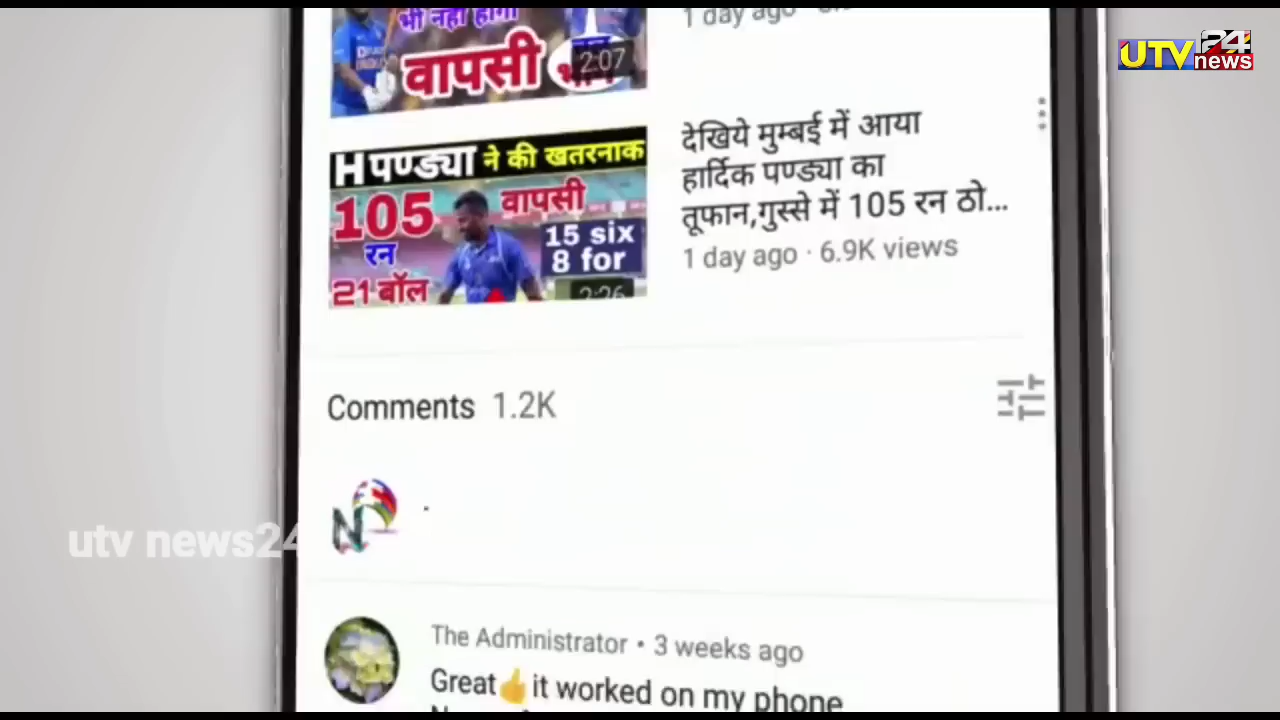 भी नहीं होगी
1 day ago
UTV 24 news
वापसी
2:07
H पण्ड्या ने की खतरनाक
वापसी
105
रन
21 बॉल
15 six
8 for
2:26
देखिये मुम्बई में आया
हार्दिक पण्ड्या का
तूफान,गुस्से में 105 रन ठो...
1 day ago · 6.9K views
Comments 1.2K
N
.
utv news24
The Administrator • 3 weeks ago
Great👍it worked on my phone